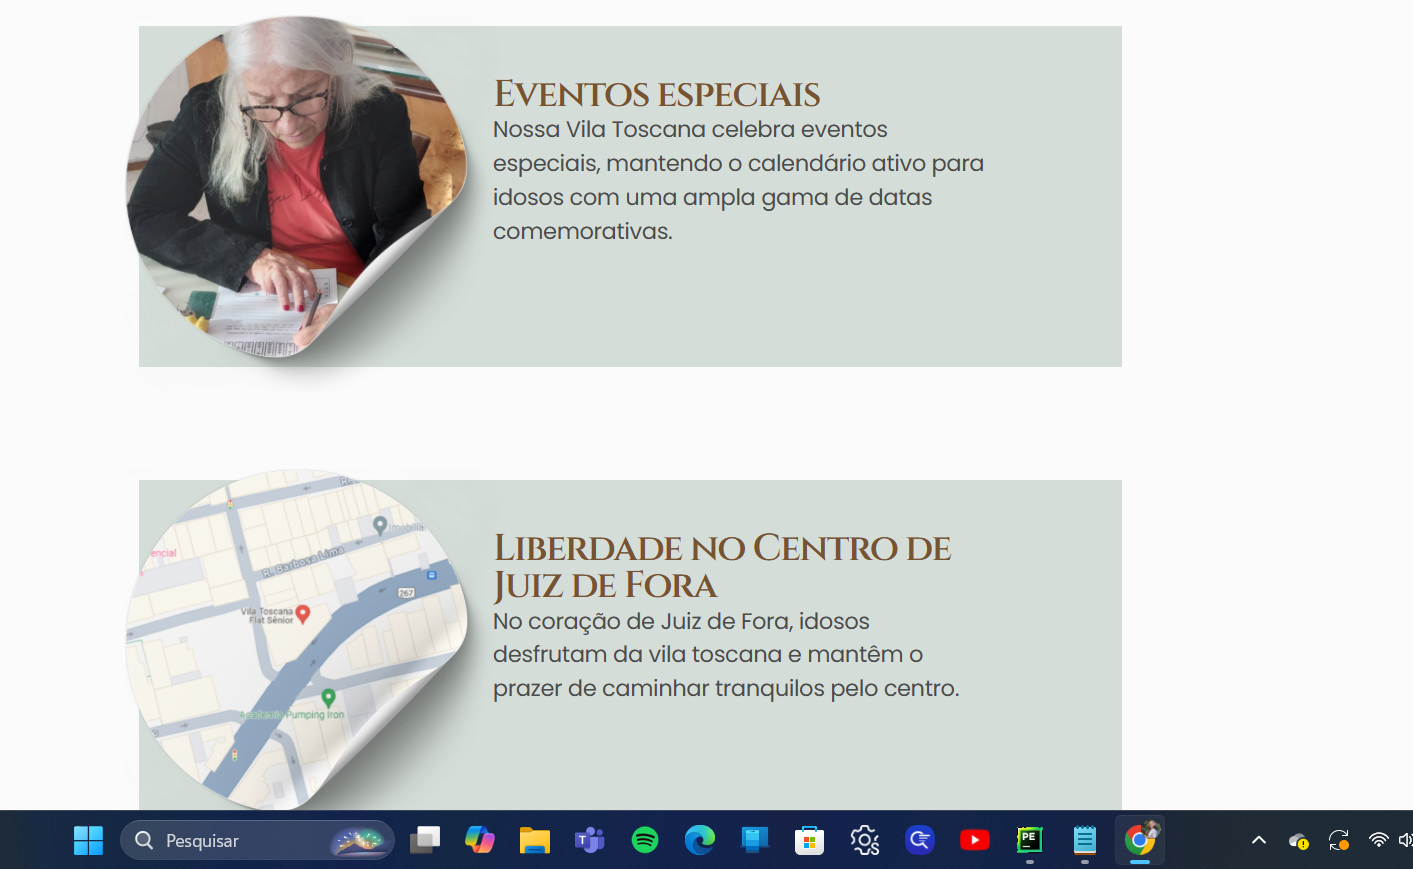 Eventos especiais
Nossa Vila Toscana celebra eventos
especiais, mantendo o calendário ativo para
idosos com uma ampla gama de datas
comemorativas.
R.
Imobilia
encial
R. Barbosa Lima
267
Vila Toscana
Flat Sênior
Academia Pumping Iron
Liberdade no Centro de
Juiz de Fora
No coração de Juiz de Fora, idosos
desfrutam da vila toscana e mantêm o
prazer de caminhar tranquilos pelo centro.
Pesquisar
PE